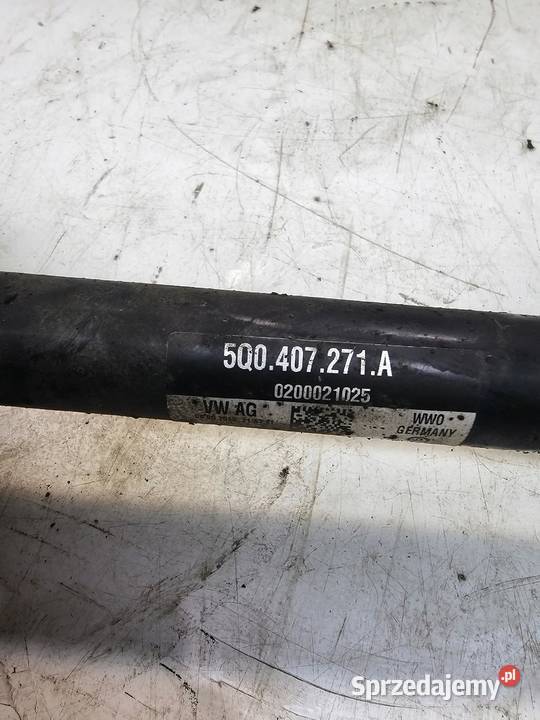 5Q0.407.271.A
0200021025
VW AG
WWO
GERMANY
Sprzedajemy.pl